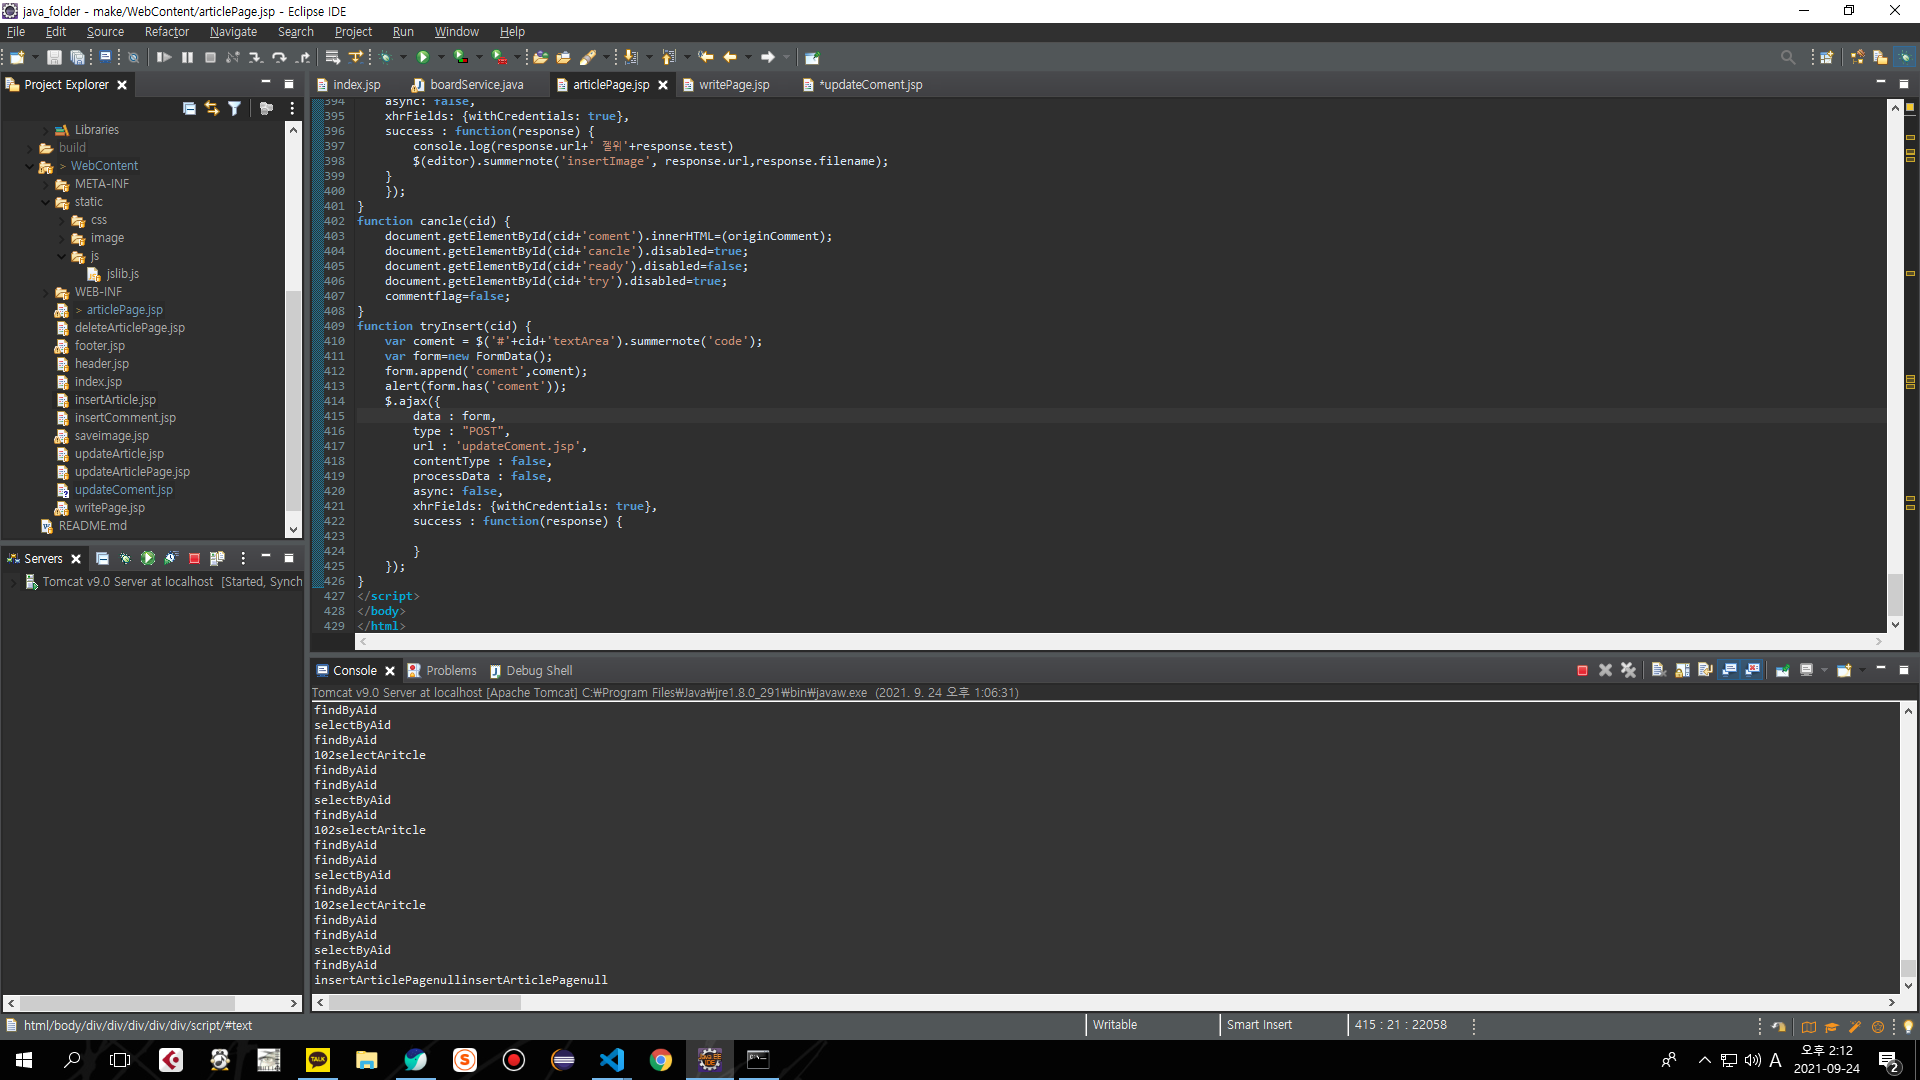 java_folder - make/WebContent/articlePage.jsp - Eclipse IDE
File Edit Source Refactor Navigate Search Project Run Window Help
Project Explorer
index.jsp boardService.java articlePage.jsp writePage.jsp *updateComent.jsp
Libraries
build
> WebContent
META-INF
static
css
image
js
jslib.js
WEB-INF
> articlePage.jsp
deleteArticlePage.jsp
footer.jsp
header.jsp
index.jsp
insertArticle.jsp
insertComment.jsp
saveimage.jsp
updateArticle.jsp
updateArticlePage.jsp
updateComent.jsp
writePage.jsp
README.md
394 async: false,
395 xhrFields: {withCredentials: true},
396 success : function(response) {
397 console.log(response.url+' 젤위'+response.test)
398 $(editor).summernote('insertImage', response.url,response.filename);
399 }
400 });
401 }
402 function cancle(cid) {
403 document.getElementById(cid+'coment').innerHTML=(originComment);
404 document.getElementById(cid+'cancle').disabled=true;
405 document.getElementById(cid+'ready').disabled=false;
406 document.getElementById(cid+'try').disabled=true;
407 commentflag=false;
408 }
409 function tryInsert(cid) {
410 var coment = $('#'+cid+'textArea').summernote('code');
411 var form=new FormData();
412 form.append('coment',coment);
413 alert(form.has('coment'));
414 $.ajax({
415 data : form,
416 type : "POST",
417 url : 'updateComent.jsp',
418 contentType : false,
419 processData : false,
420 async: false,
421 xhrFields: {withCredentials: true},
422 success : function(response) {
423
424 }
425 });
426 }
427 </script>
428 </body>
429 </html>
Servers
Tomcat v9.0 Server at localhost [Started, Synch
Console Problems Debug Shell
Tomcat v9.0 Server at localhost [Apache Tomcat] C:₩Program Files₩Java₩jre1.8.0_291₩bin₩javaw.exe (2021. 9. 24 오후 1:06:31)
findByAid
selectByAid
findByAid
102selectAritcle
findByAid
findByAid
selectByAid
findByAid
102selectAritcle
findByAid
findByAid
selectByAid
findByAid
102selectAritcle
findByAid
findByAid
selectByAid
findByAid
insertArticlePagenullinsertArticlePagenull
html/body/div/div/div/div/div/script/#text
Writable Smart Insert 415 : 21 : 22058
TALK
A
오후 2:12
2021-09-24
2